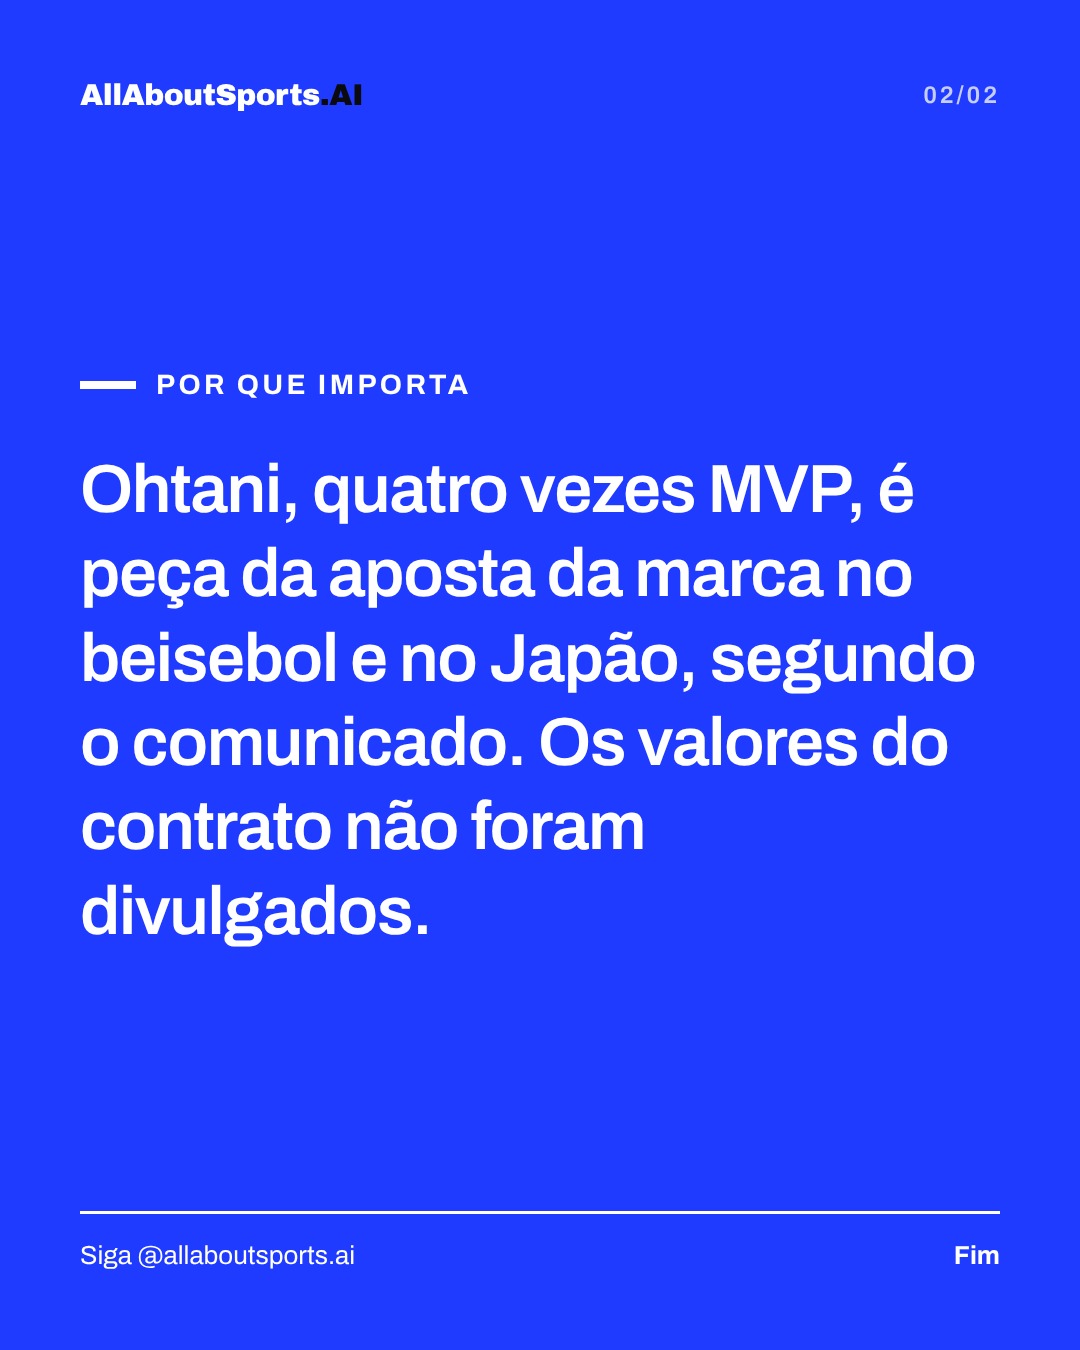 AllAboutSports.AI
02/02
POR QUE IMPORTA
Ohtani, quatro vezes MVP, é
peça da aposta da marca no
beisebol e no Japão, segundo
o comunicado. Os valores do
contrato não foram
divulgados.
Siga @allaboutsports.ai
Fim